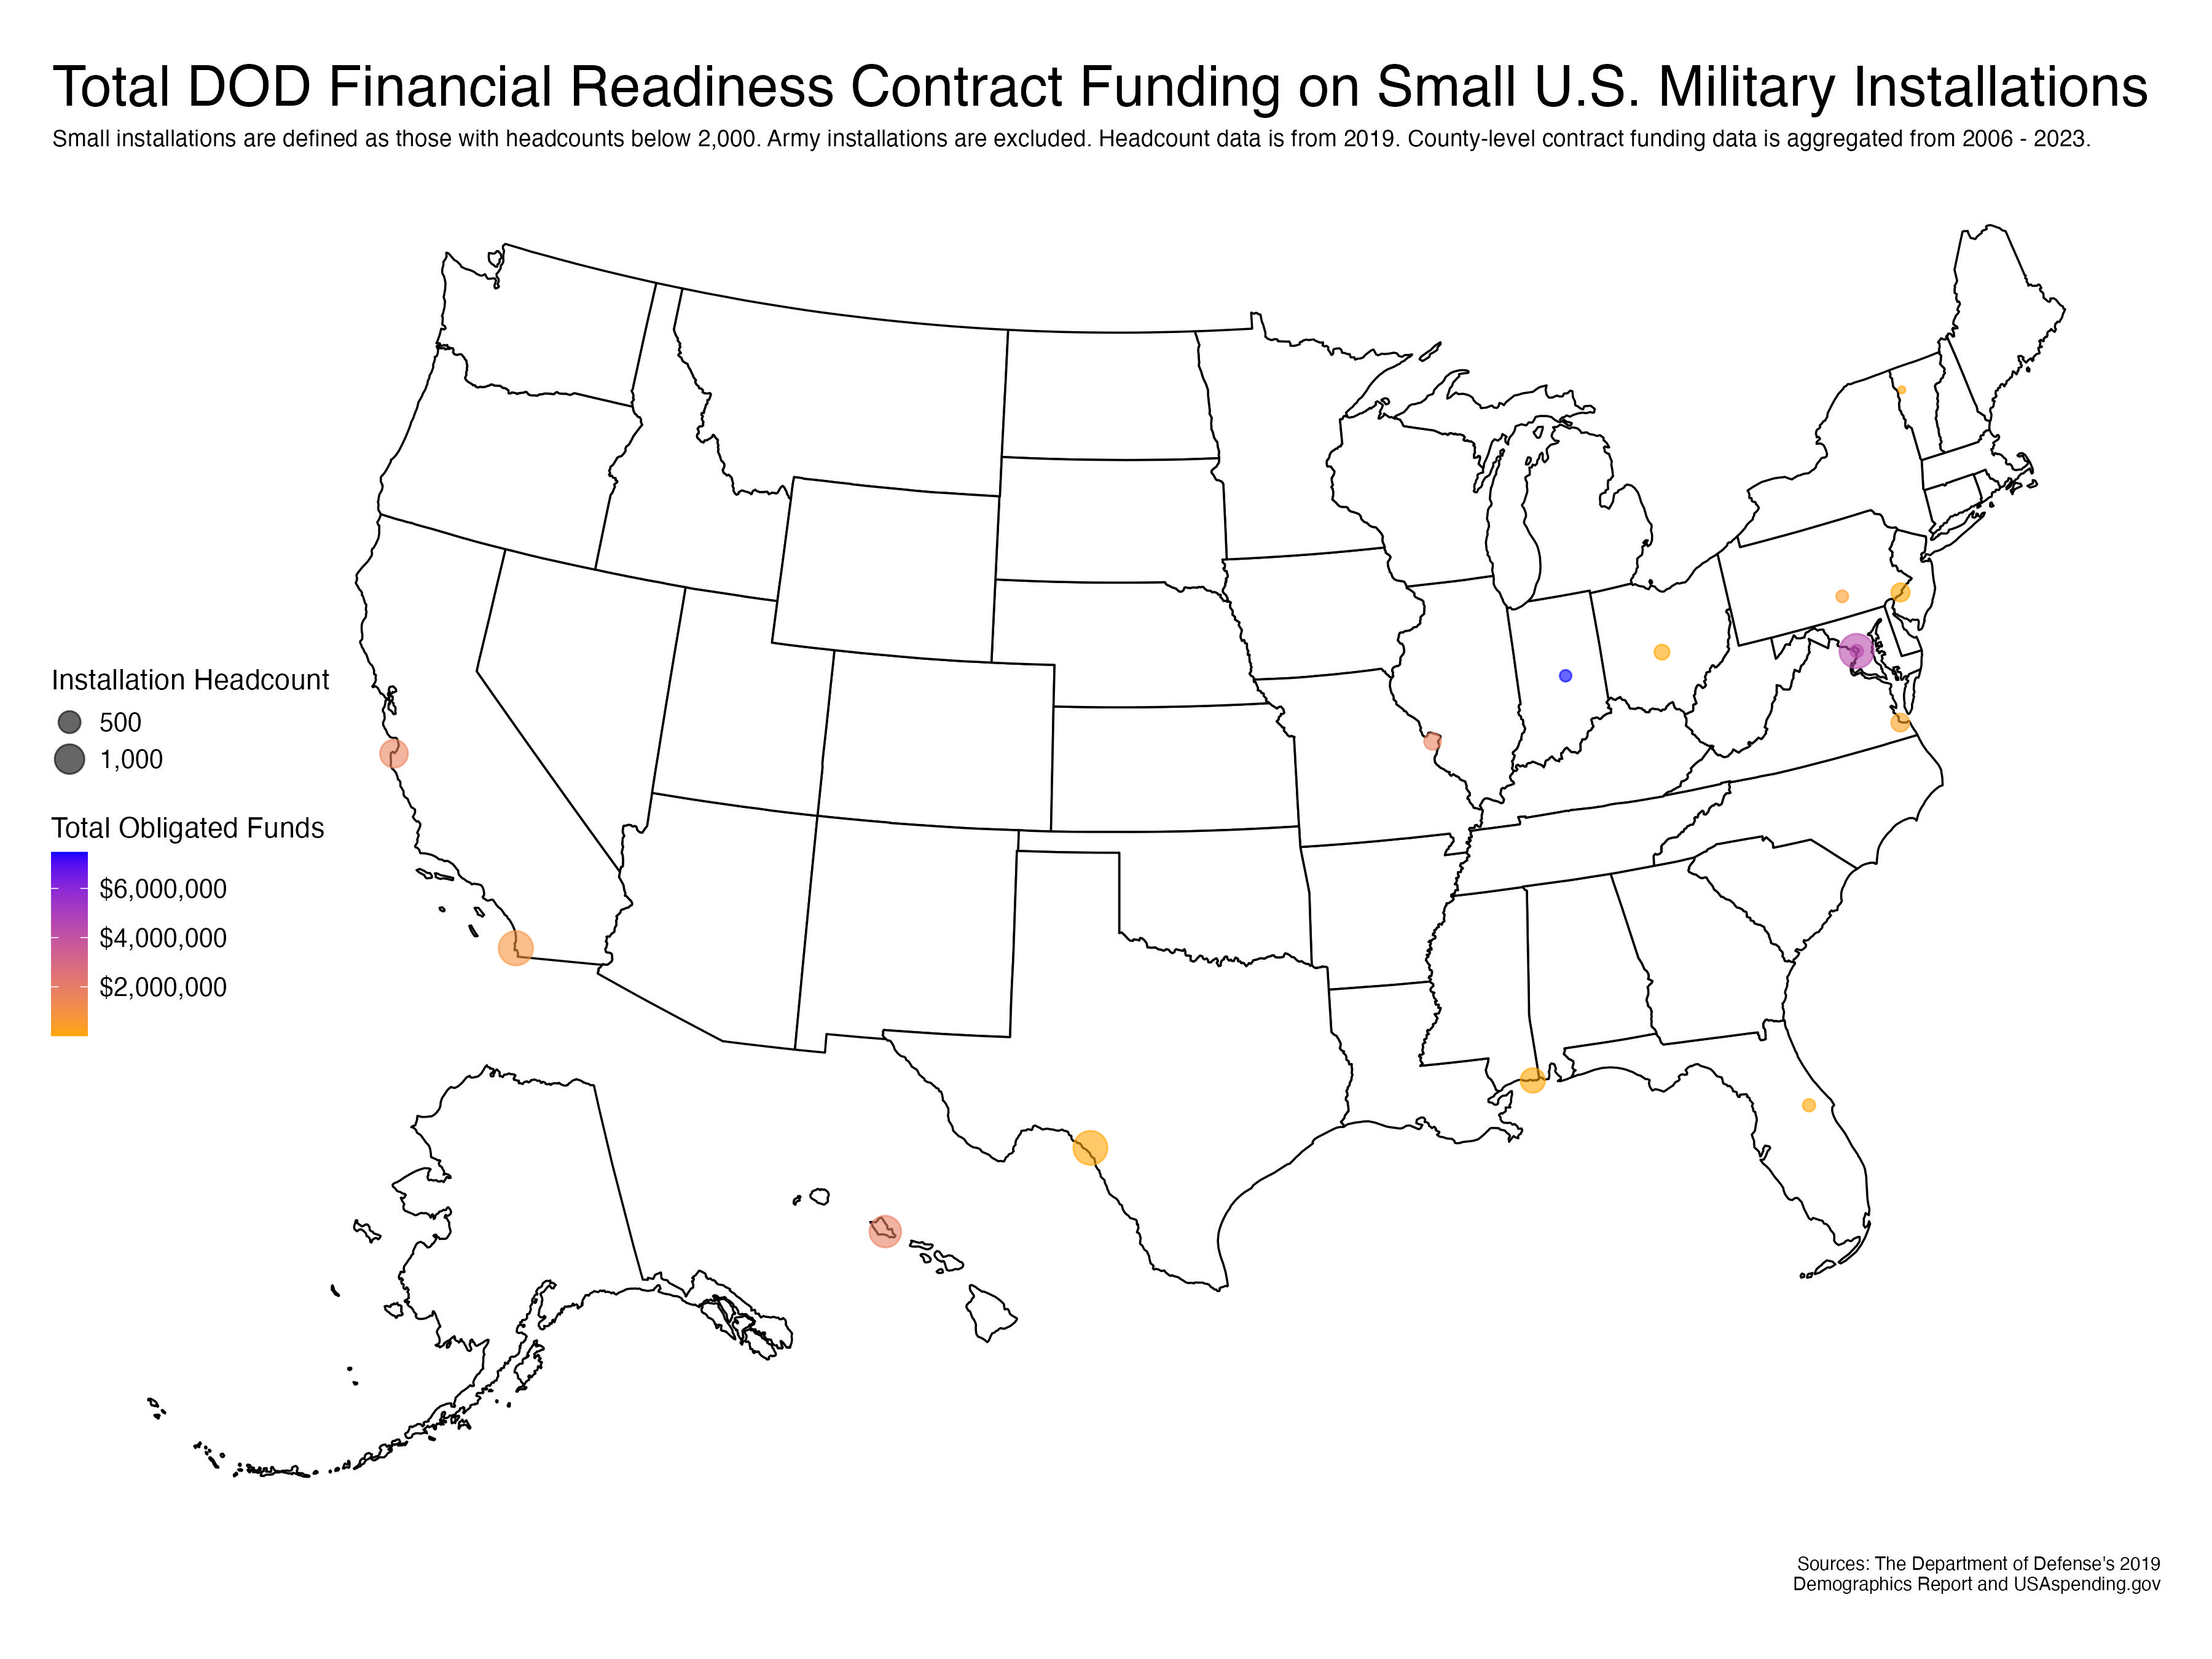 Total DOD Financial Readiness Contract Funding on Small U.S. Military Installations
Small installations are defined as those with headcounts below 2,000. Army installations are excluded. Headcount data is from 2019. County-level contract funding data is aggregated from 2006 - 2023.
Installation Headcount
500
1,000
Total Obligated Funds
$6,000,000
$4,000,000
$2,000,000
Sources: The Department of Defense's 2019
Demographics Report and USAspending.gov